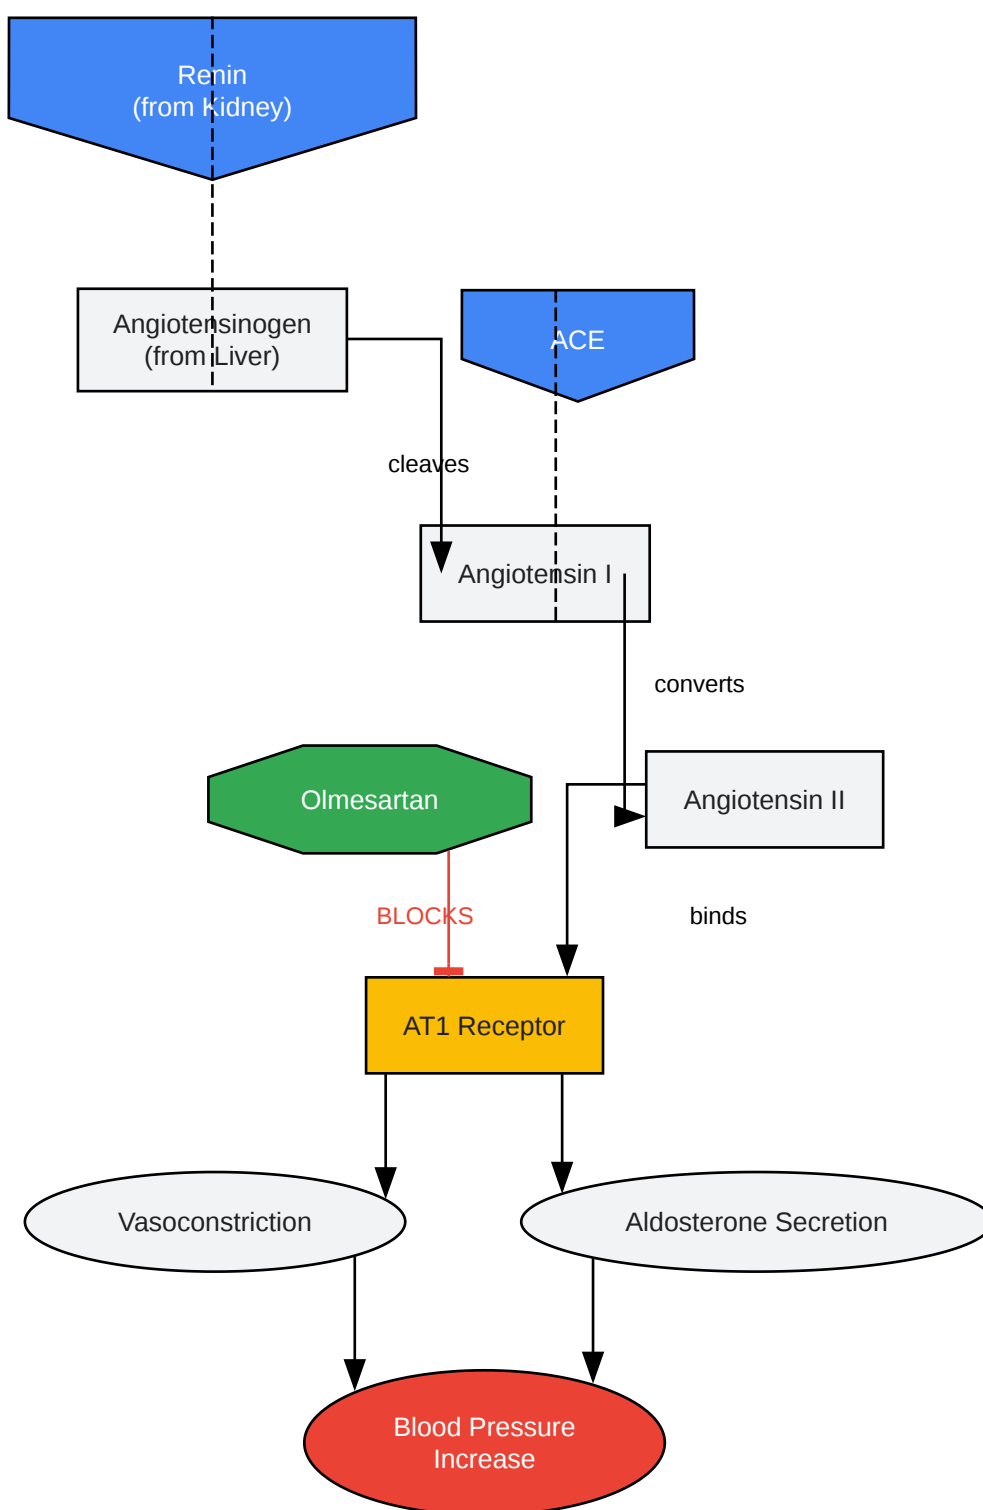 Renin
(from Kidney)
Angiotensinogen
(from Liver)
ACE
cleaves
Angiotensin I
converts
Olmesartan
Angiotensin II
BLOCKS
binds
AT1 Receptor
Vasoconstriction
Aldosterone Secretion
Blood Pressure
Increase